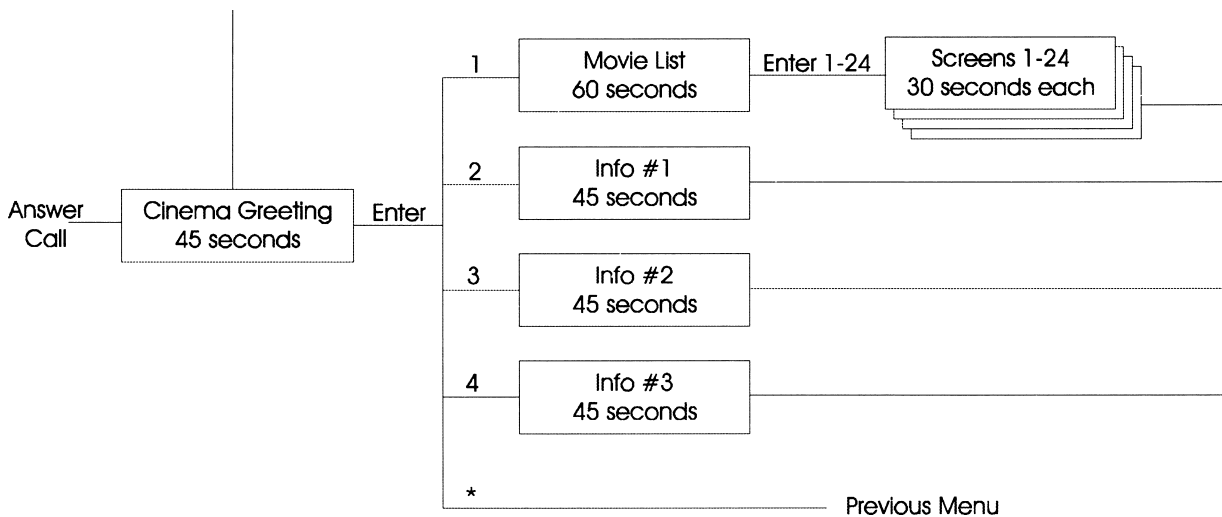 Answer
Call
Cinema Greeting
45 seconds
Enter
1
Movie List
60 seconds
Enter 1-24
Screens 1-24
30 seconds each
2
Info #1
45 seconds
3
Info #2
45 seconds
4
Info #3
45 seconds
*
Previous Menu